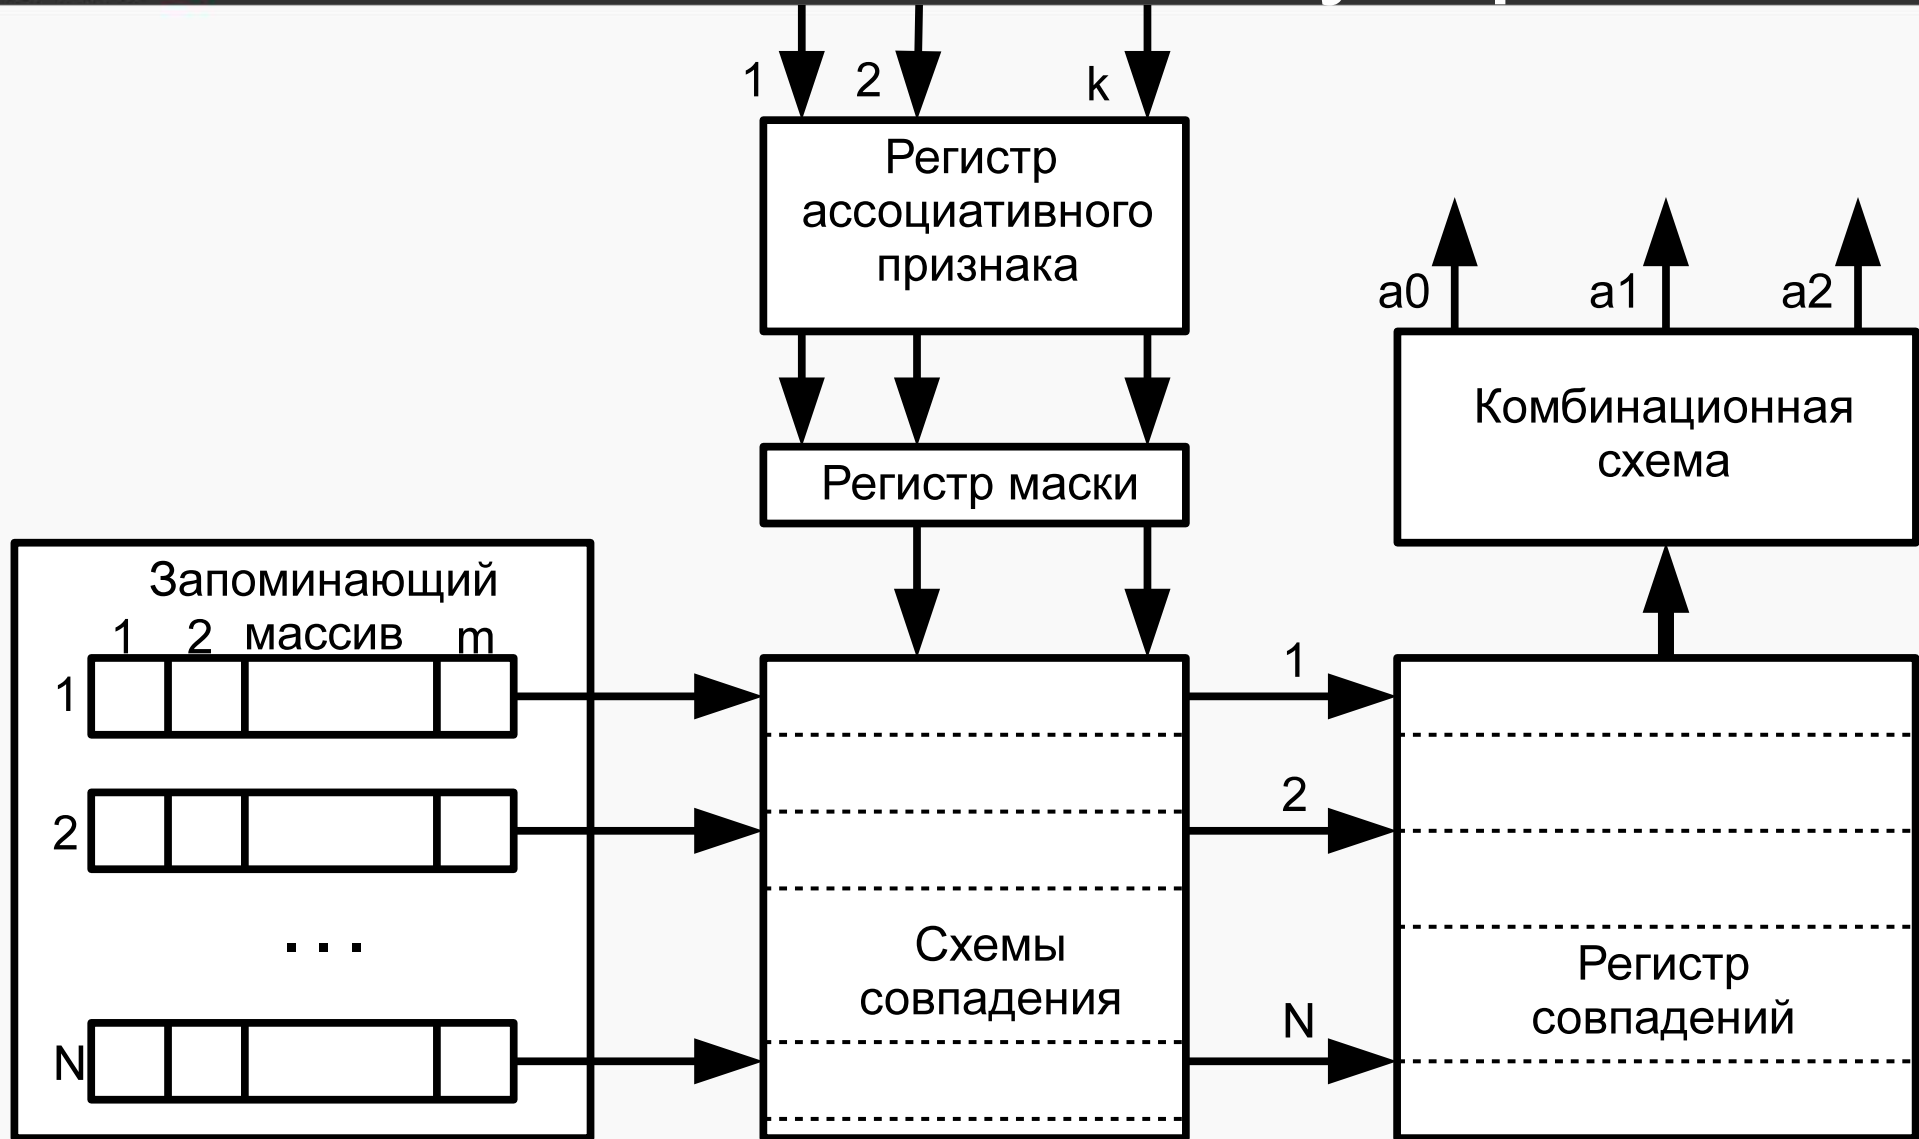 1 2 k
Регистр
ассоциативного
признака
a0 a1 a2
Комбинационная
схема
Регистр маски
Запоминающий
массив
1 2 m
1
2
...
N
Схемы
совпадения
1
2
N
Регистр
совпадений